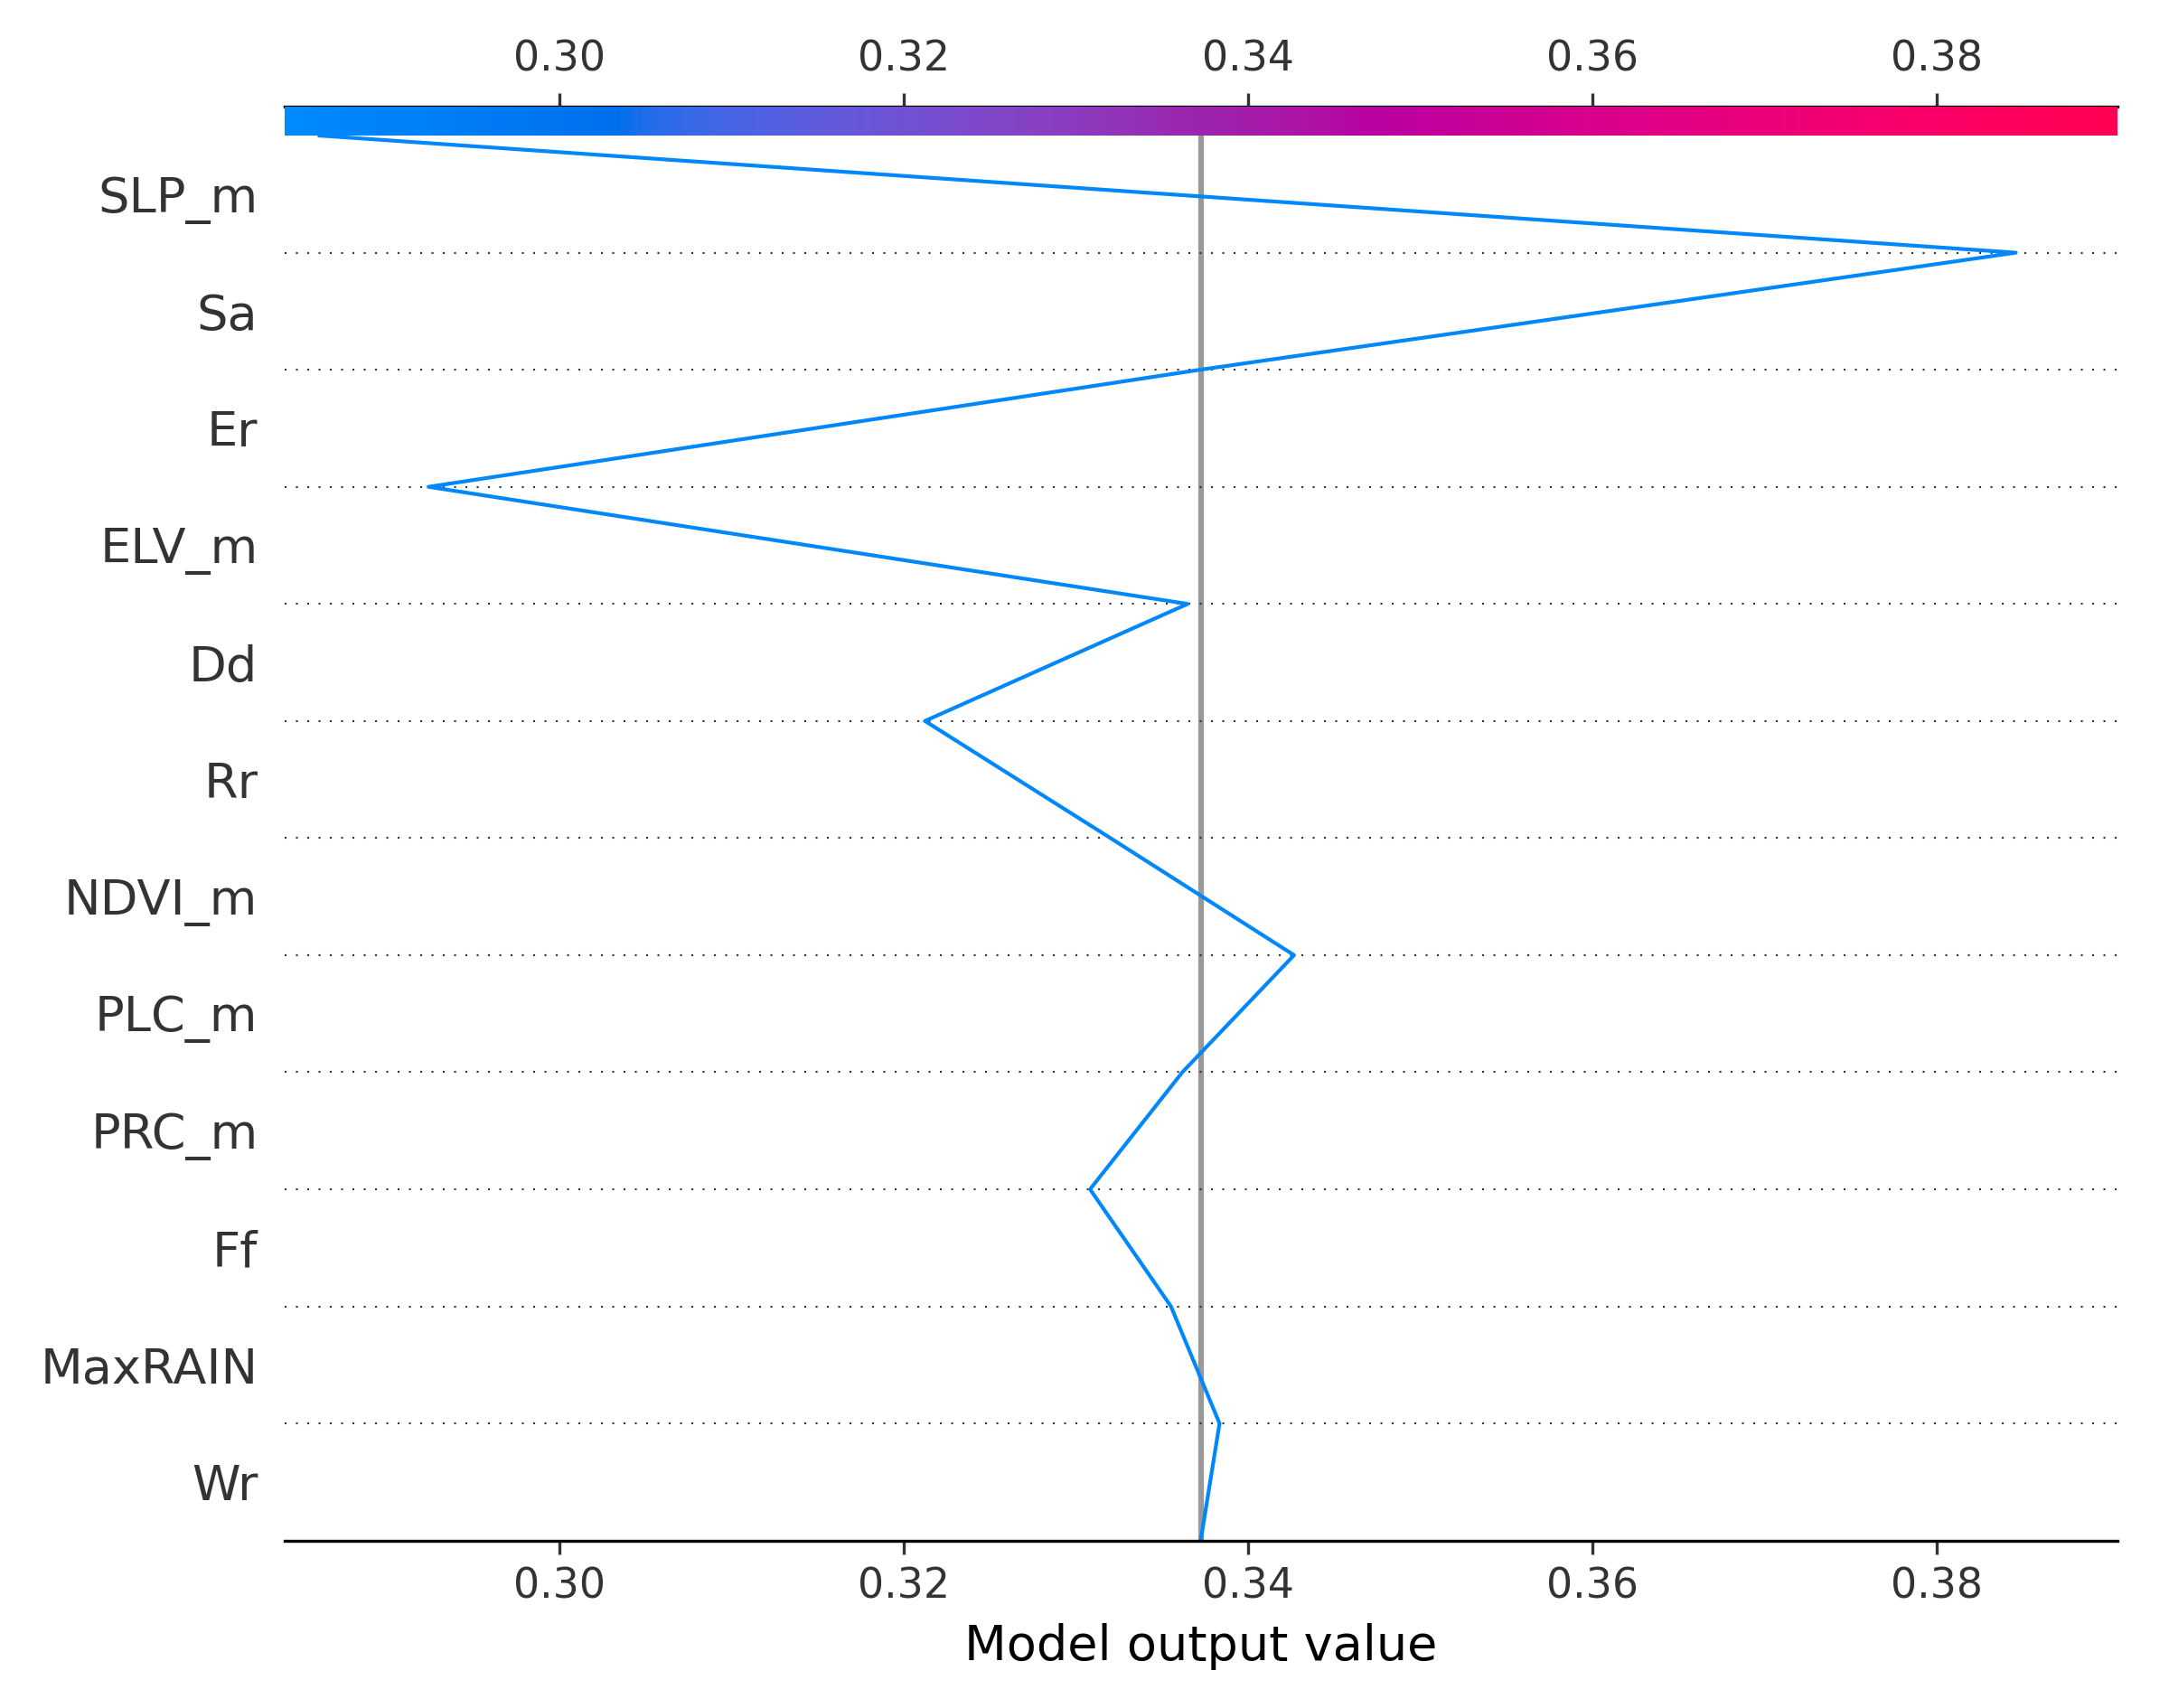 0.30 0.32 0.34 0.36 0.38
SLP_m
Sa
Er
ELV_m
Dd
Rr
NDVI_m
PLC_m
PRC_m
Ff
MaxRAIN
Wr
0.30 0.32 0.34 0.36 0.38
Model output value